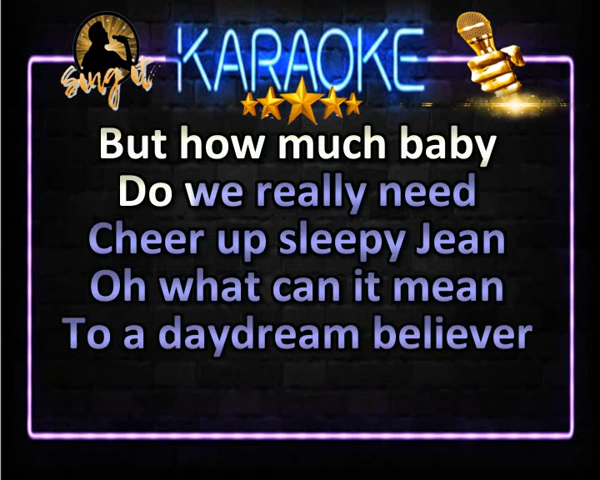 sing it
KARAOKE
But how much baby
Do we really need
Cheer up sleepy Jean
Oh what can it mean
To a daydream believer